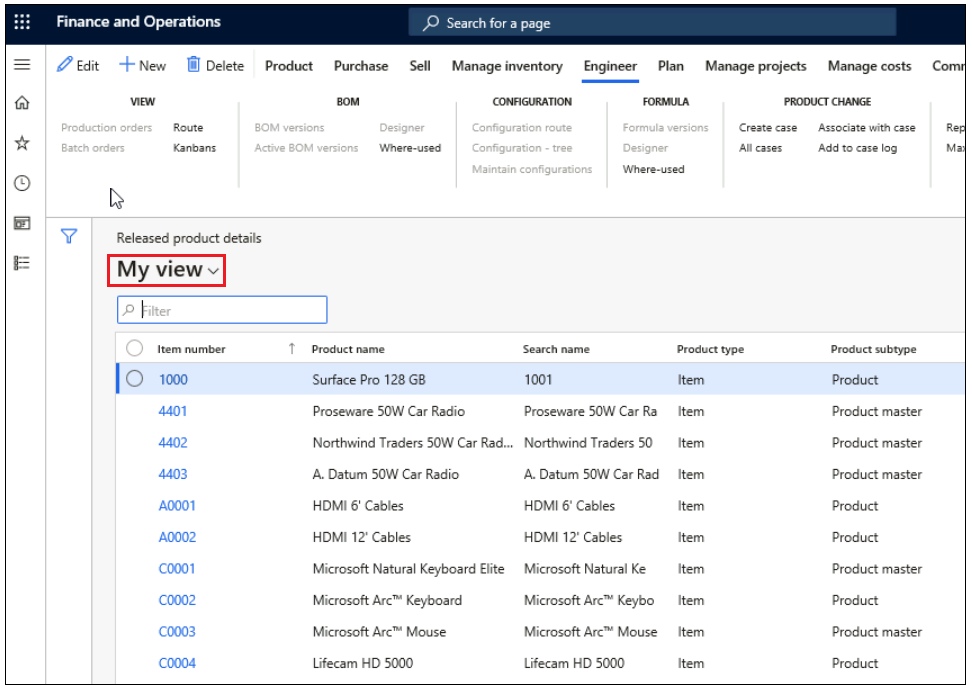 Finance and Operations Search for a page
Edit New Delete Product Purchase Sell Manage inventory Engineer Plan Manage projects Manage costs Comm
VIEW BOM CONFIGURATION FORMULA PRODUCT CHANGE
Production orders Route BOM versions Designer Configuration route Formula versions Create case Associate with case Rep
Batch orders Kanbans Active BOM versions Where-used Configuration - tree Designer All cases Add to case log Max
Maintain configurations Where-used
Released product details
My view
Filter
Item number ↑ Product name Search name Product type Product subtype
1000 Surface Pro 128 GB 1001 Item Product
4401 Proseware 50W Car Radio Proseware 50W Car Ra Item Product master
4402 Northwind Traders 50W Car Rad... Northwind Traders 50 Item Product master
4403 A. Datum 50W Car Radio A. Datum 50W Car Rad Item Product master
A0001 HDMI 6' Cables HDMI 6' Cables Item Product
A0002 HDMI 12' Cables HDMI 12' Cables Item Product
C0001 Microsoft Natural Keyboard Elite Microsoft Natural Ke Item Product master
C0002 Microsoft Arc™ Keyboard Microsoft Arc™ Keybo Item Product
C0003 Microsoft Arc™ Mouse Microsoft Arc™ Mouse Item Product master
C0004 Lifecam HD 5000 Lifecam HD 5000 Item Product